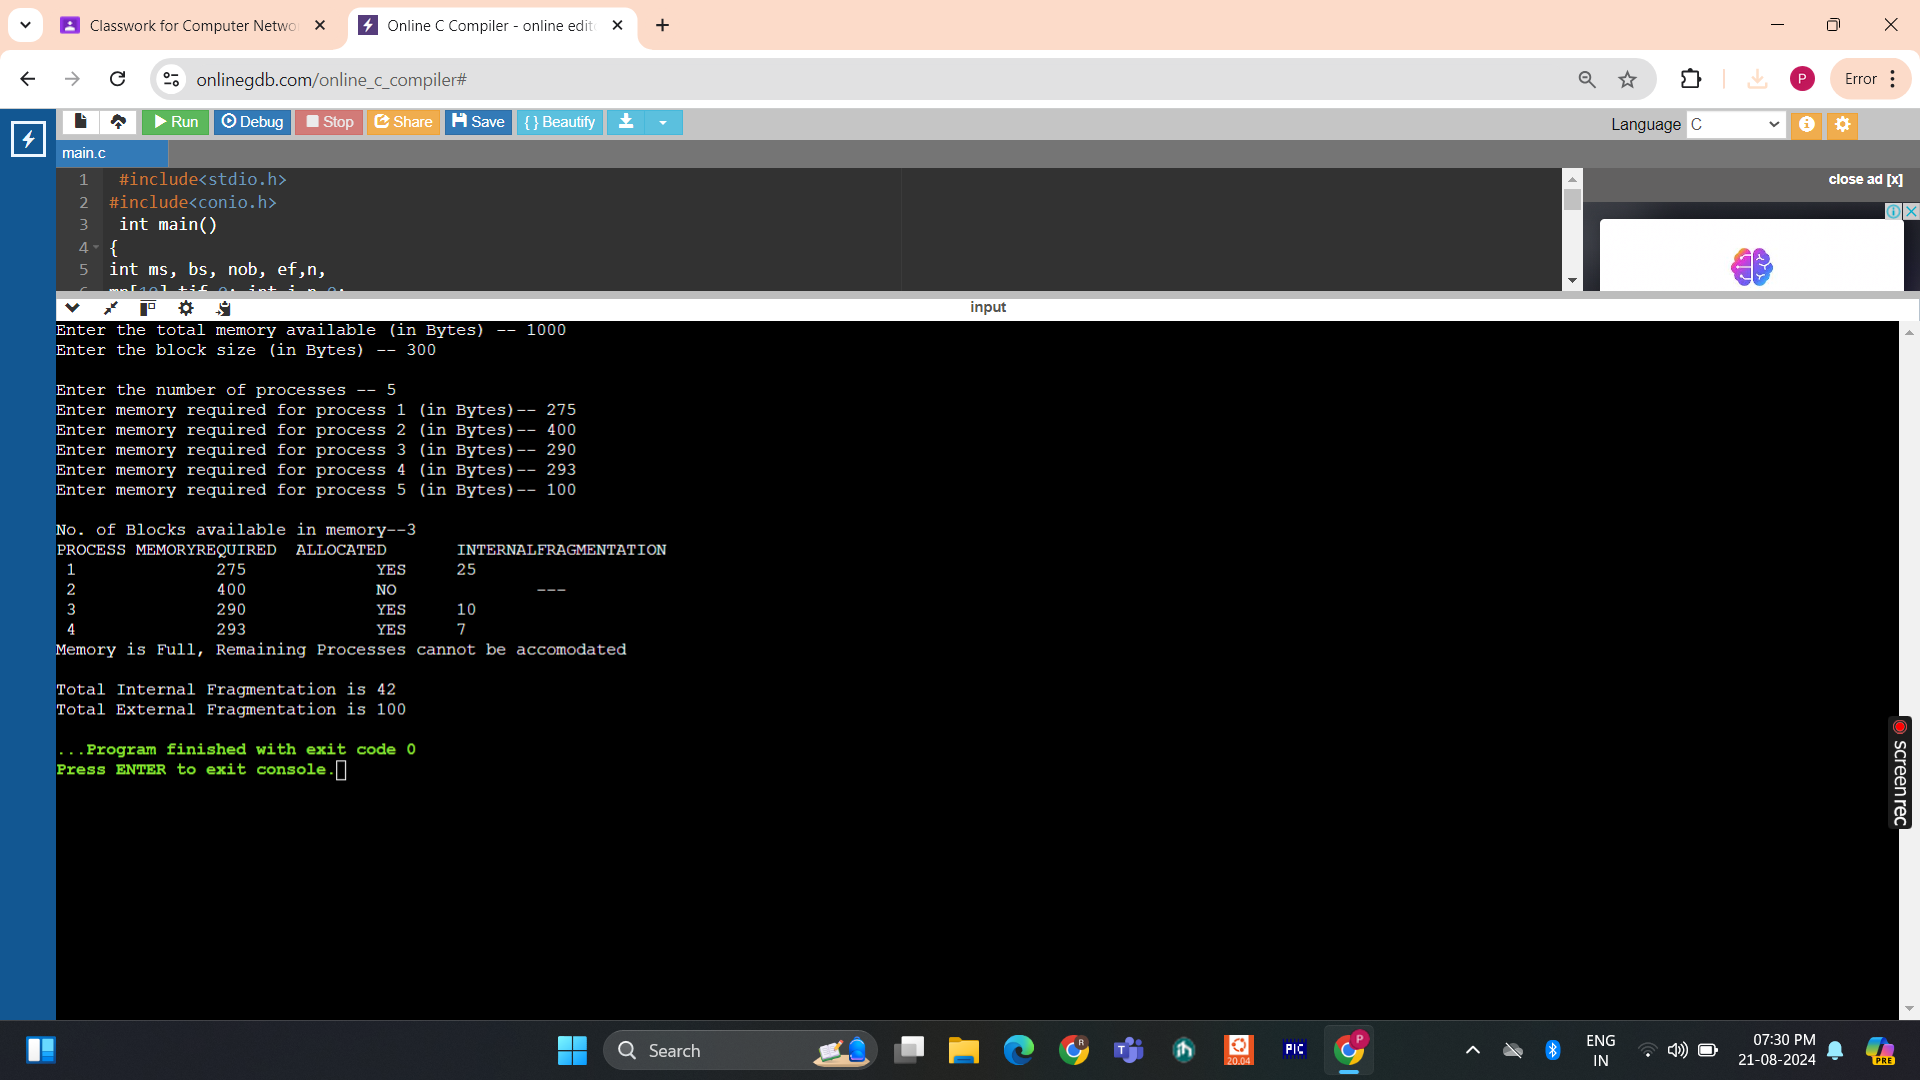 Classwork for Computer Netwo
Online C Compiler - online edit
onlinegdb.com/online_c_compiler#
P
Error
Run
Debug
Stop
Share
Save
{ } Beautify
Language
C
main.c
1 #include<stdio.h>
2 #include<conio.h>
3 int main()
4 {
5 int ms, bs, nob, ef,n,
close ad [x]
input
Enter the total memory available (in Bytes) -- 1000
Enter the block size (in Bytes) -- 300
Enter the number of processes -- 5
Enter memory required for process 1 (in Bytes)-- 275
Enter memory required for process 2 (in Bytes)-- 400
Enter memory required for process 3 (in Bytes)-- 290
Enter memory required for process 4 (in Bytes)-- 293
Enter memory required for process 5 (in Bytes)-- 100
No. of Blocks available in memory--3
PROCESS MEMORYREQUIRED ALLOCATED INTERNALFRAGMENTATION
1 275 YES 25
2 400 NO ---
3 290 YES 10
4 293 YES 7
Memory is Full, Remaining Processes cannot be accomodated
Total Internal Fragmentation is 42
Total External Fragmentation is 100
...Program finished with exit code 0
Press ENTER to exit console.
screen rec
Search
R
T
20.04
PIC
P
ENG
IN
07:30 PM
21-08-2024
PRE